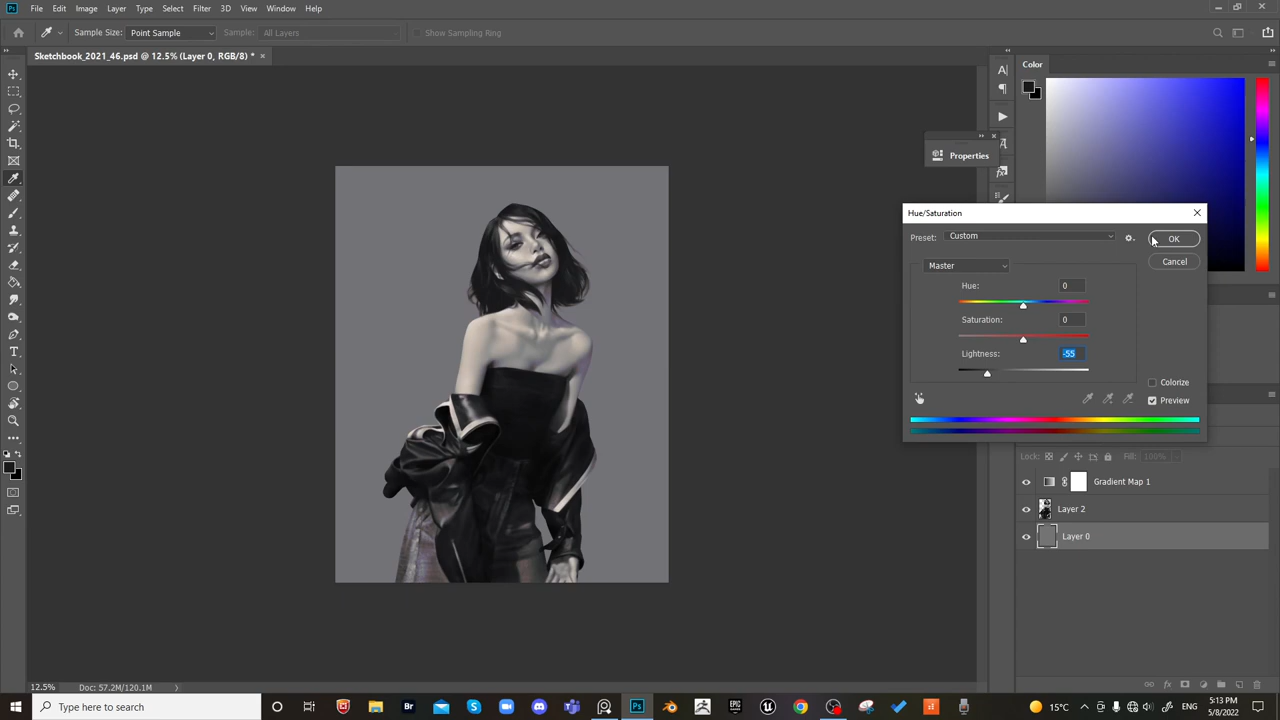 Ps File Edit Image Layer Type Select Filter 3D View Window Help
Sample Size: Point Sample Sample: All Layers Show Sampling Ring
Sketchbook_2021_46.psd @ 12.5% (Layer 0, RGB/8) * ×
Color
Properties
Hue/Saturation
Preset: Custom
OK
Master
Cancel
Hue: 0
Saturation: 0
Lightness: -55
Colorize
Preview
Lock: Fill: 100%
Gradient Map 1
Layer 2
Layer 0
12.5% Doc: 57.2M/120.1M
Type here to search
Br
Ps
15°C
ENG
5:13 PM
5/8/2022